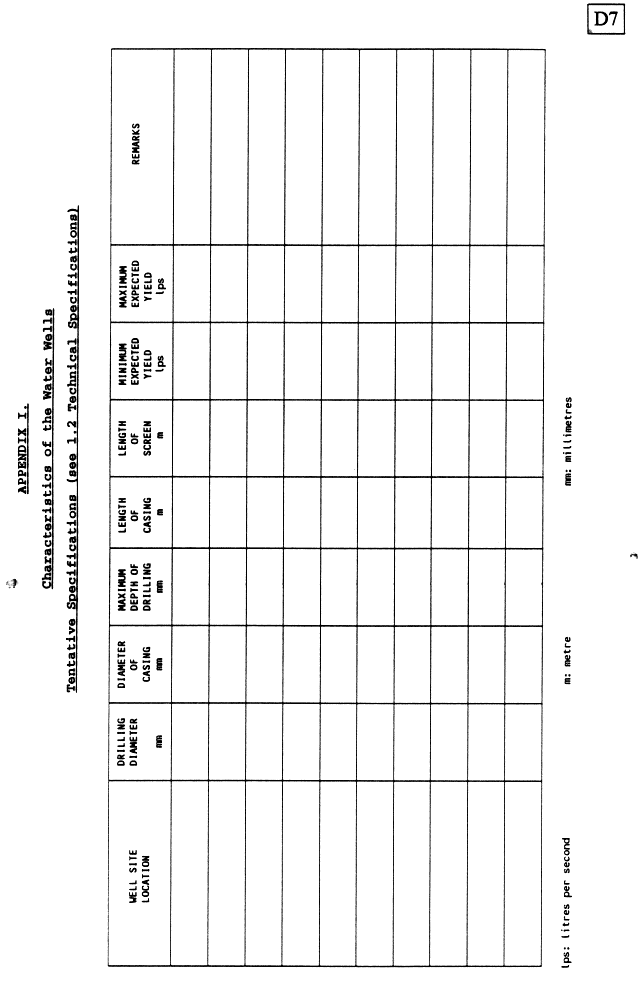 D7
APPENDIX I.
Characteristics of the Water Wells
Tentative Specifications (see 1.2 Technical Specifications)
WELL SITE
LOCATION
DRILLING
DIAMETER
mm
DIAMETER
OF
CASING
mm
MAXIMUM
DEPTH OF
DRILLING
mm
LENGTH
OF
CASING
m
LENGTH
OF
SCREEN
m
MINIMUM
EXPECTED
YIELD
lps
MAXIMUM
EXPECTED
YIELD
lps
REMARKS
lps: litres per second
m: metre
mm: millimetres